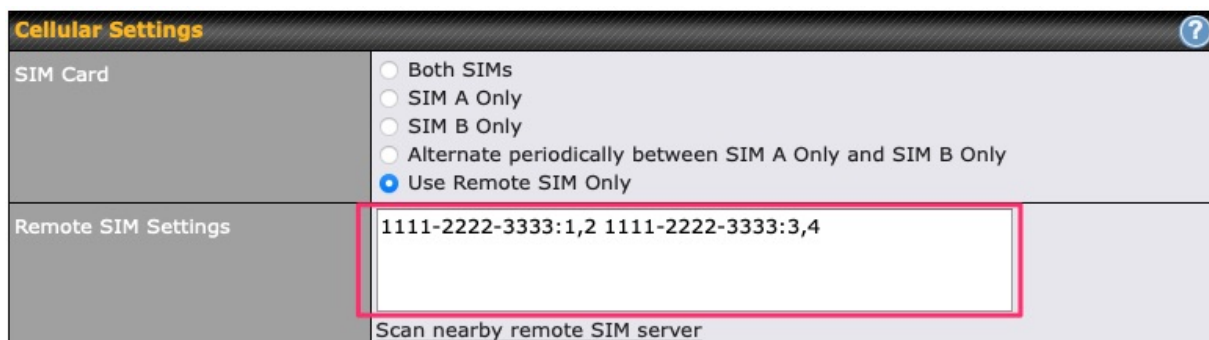 Cellular Settings
?
SIM Card
Both SIMs
SIM A Only
SIM B Only
Alternate periodically between SIM A Only and SIM B Only
Use Remote SIM Only
Remote SIM Settings
1111-2222-3333:1,2 1111-2222-3333:3,4
Scan nearby remote SIM server